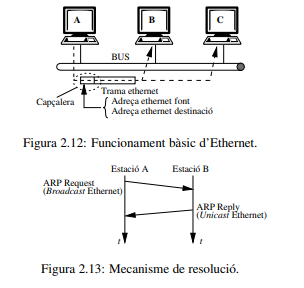 A
B
C
BUS
Trama ethernet
Capçalera
Adreça ethernet font
Adreça ethernet destinació
Figura 2.12: Funcionament bàsic d'Ethernet.
Estació A
Estació B
ARP Request
(Broadcast Ethernet)
ARP Reply
(Unicast Ethernet)
t
t
Figura 2.13: Mecanisme de resolució.